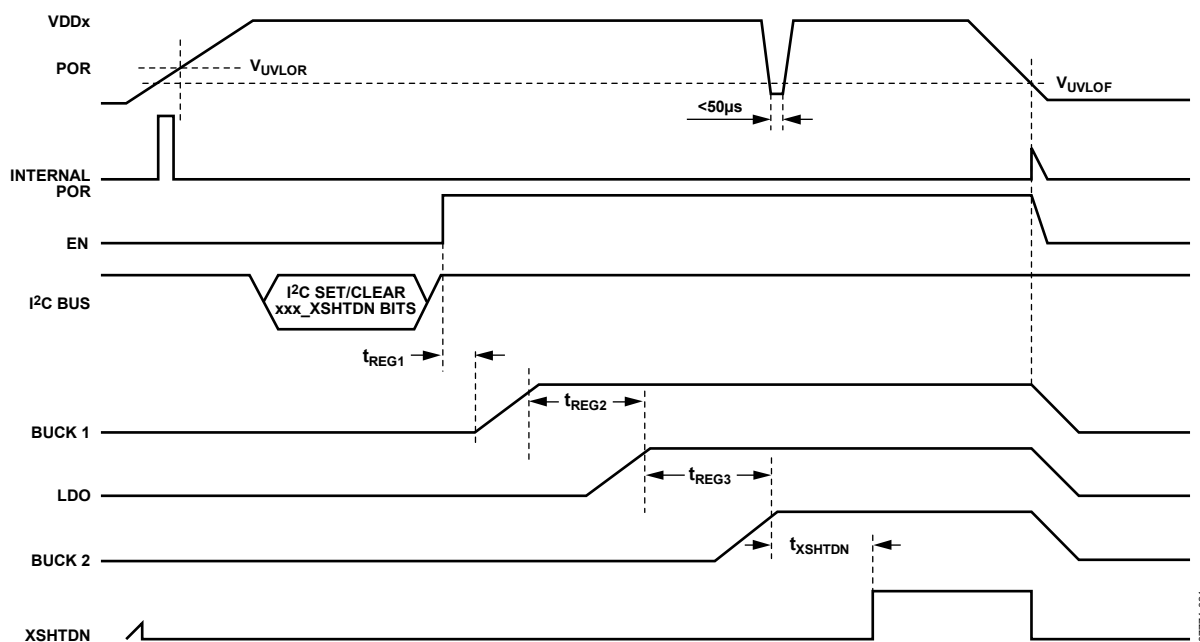 VDDx
POR
VUVLOR
VUVLOF
<50µs
INTERNAL
POR
EN
I²C BUS
I²C SET/CLEAR
xxx_XSHTDN BITS
tREG1
BUCK 1
tREG2
LDO
tREG3
BUCK 2
tXSHTDN
XSHTDN